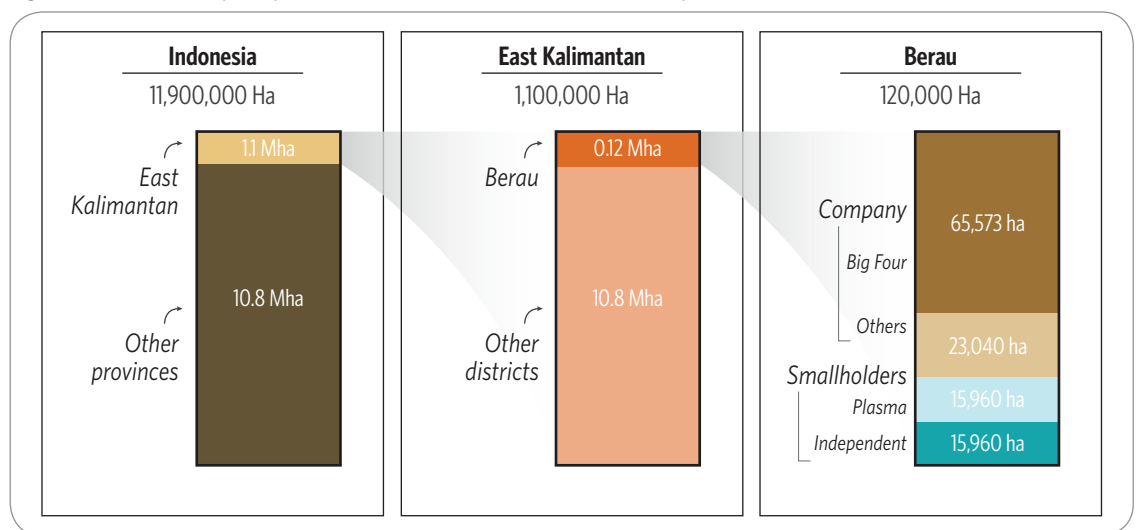 Indonesia
11,900,000 Ha
1.1 Mha
East
Kalimantan
10.8 Mha
Other
provinces
East Kalimantan
1,100,000 Ha
0.12 Mha
Berau
10.8 Mha
Other
districts
Berau
120,000 Ha
Company
65,573 ha
Big Four
Others
23,040 ha
Smallholders
Plasma
15,960 ha
Independent
15,960 ha